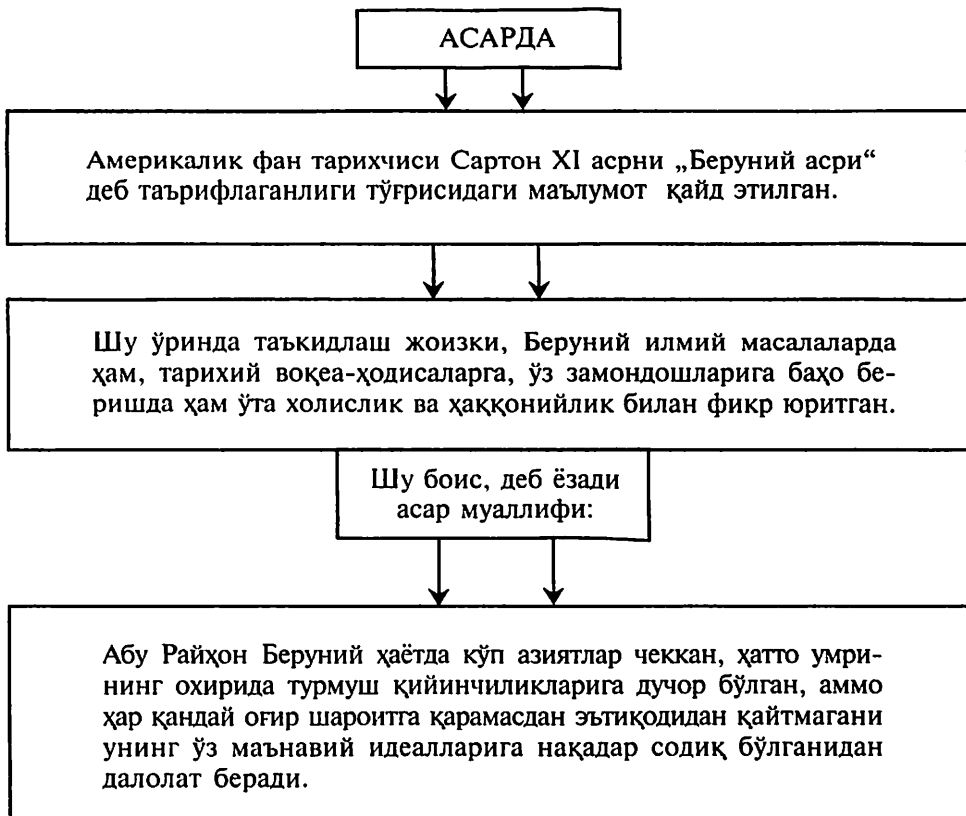 АСАРДА
Америкалик фан тарихчиси Сартон XI асрни „Беруний асри“
деб таърифлаганлиги тўғрисидаги маълумот қайд этилган.
Шу ўринда таъкидлаш жоизки, Беруний илмий масалаларда
ҳам, тарихий воқеа-ҳодисаларга, ўз замондошларига баҳо бе-
ришда ҳам ўта холислик ва ҳаққонийлик билан фикр юритган.
Шу боис, деб ёзади
асар муаллифи:
Абу Райҳон Беруний ҳаётда кўп азиятлар чеккан, ҳатто умри-
нинг охирида турмуш қийинчиликларига дучор бўлган, аммо
ҳар қандай оғир шароитга қарамасдан эътиқодидан қайтмагани
унинг ўз маънавий идеалларига нақадар содиқ бўлганидан
далолат беради.